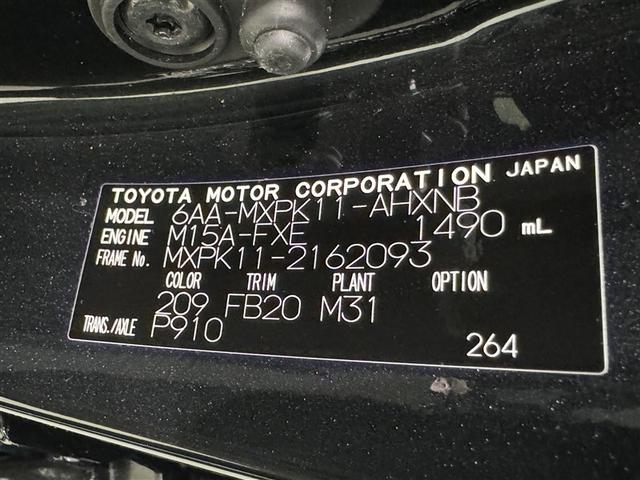 TOYOTA MOTOR CORPORATION JAPAN
MODEL 6AA-MXPK11-AHXNB
ENGINE M15A-FXE 1490 mL
FRAME No. MXPK11-2162093
COLOR TRIM PLANT OPTION
209 FB20 M31
TRANS./AXLE P910
264